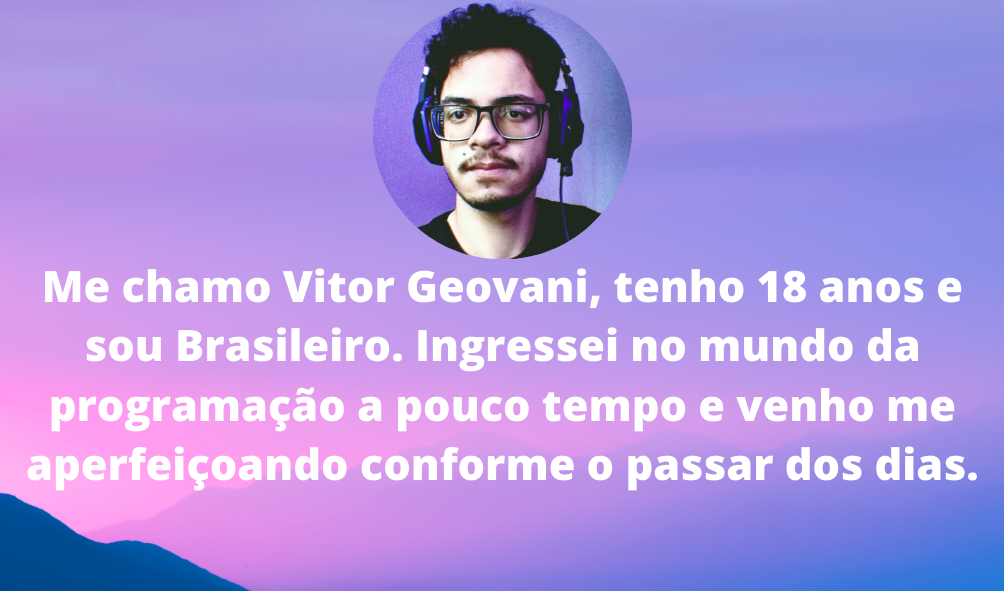 Me chamo Vitor Geovani, tenho 18 anos e
sou Brasileiro. Ingressei no mundo da
programação a pouco tempo e venho me
aperfeiçoando conforme o passar dos dias.